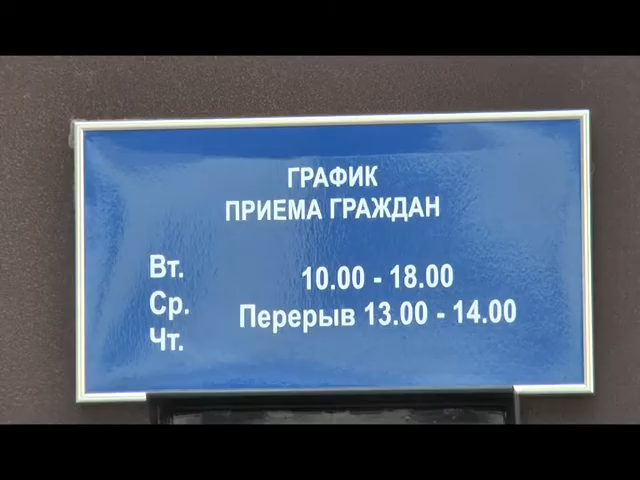 ГРАФИК
ПРИЕМА ГРАЖДАН
Вт.
10.00 - 18.00
Ср.
Перерыв 13.00 - 14.00
Чт.